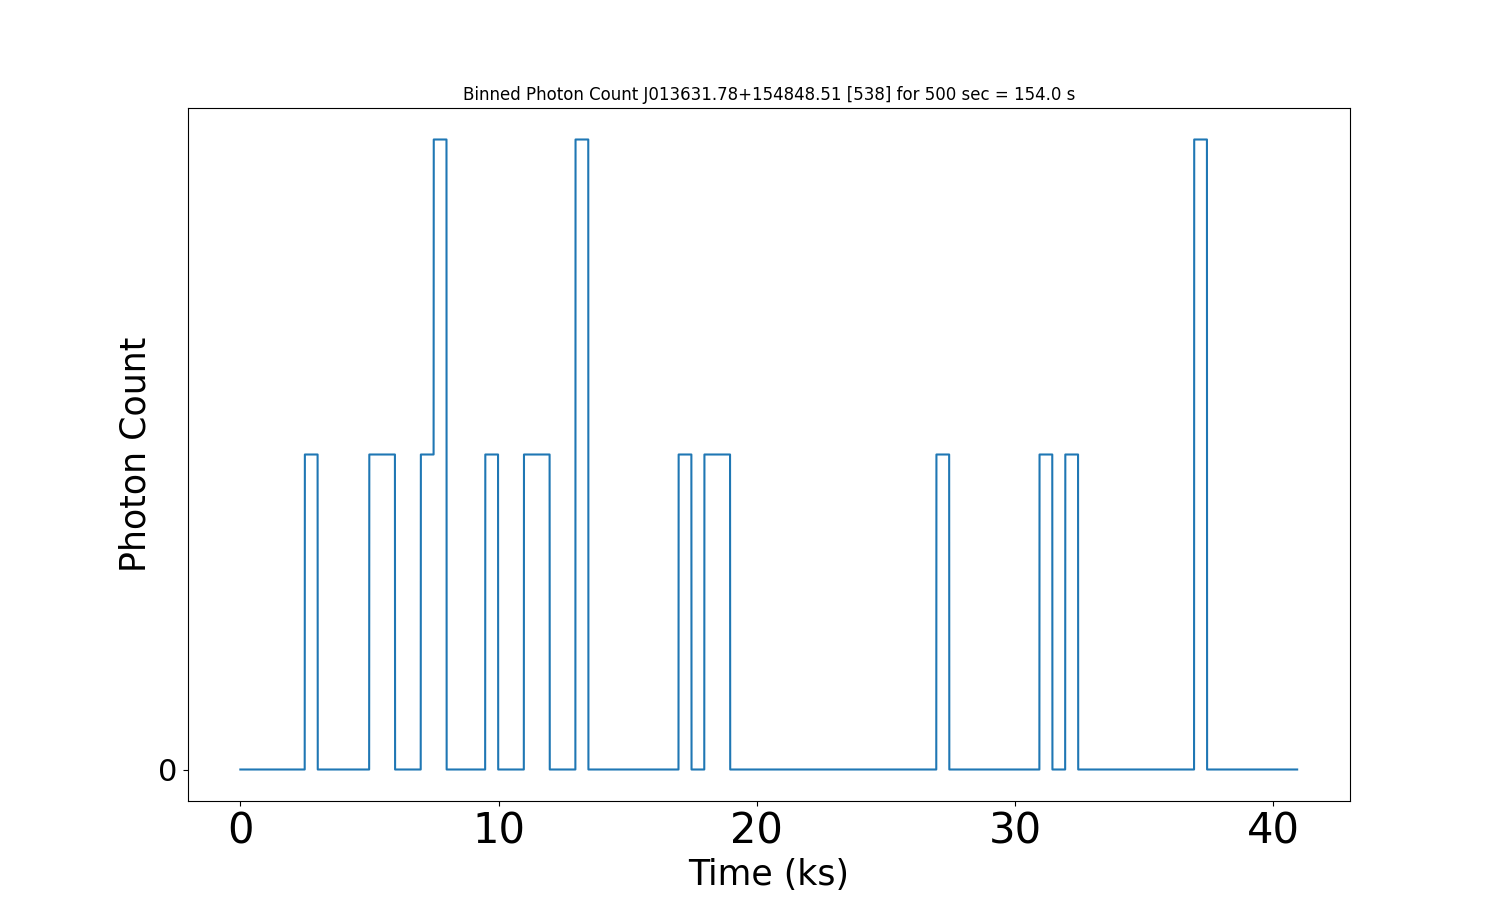 Binned Photon Count J013631.78+154848.51 [538] for 500 sec = 154.0 s
Photon Count
0
0 10 20 30 40
Time (ks)